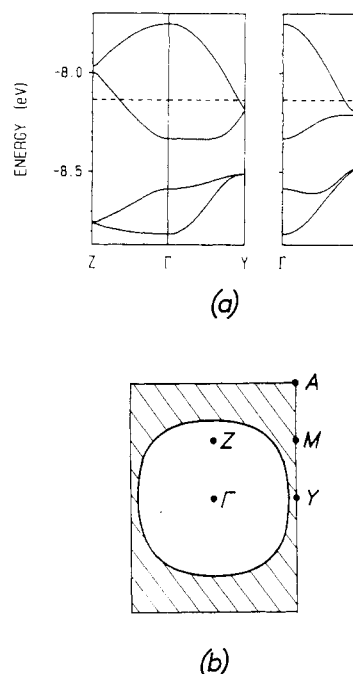 ENERGY (eV)
-8.0
-8.5
Z Γ Y Γ
(a)
A
Z M
Γ Y
(b)